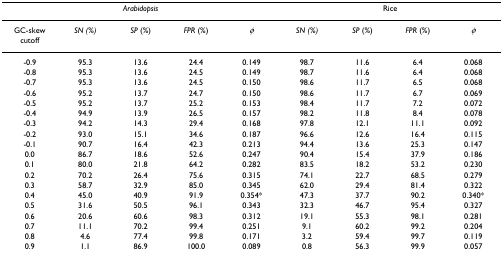 Arabidopsis Rice
GC-skew cutoff SN (%) SP (%) FPR (%) ϕ SN (%) SP (%) FPR (%) ϕ
-0.9 95.3 13.6 24.4 0.149 98.7 11.6 6.4 0.068
-0.8 95.3 13.6 24.5 0.149 98.7 11.6 6.4 0.068
-0.7 95.3 13.6 24.5 0.150 98.6 11.7 6.5 0.068
-0.6 95.2 13.7 24.7 0.150 98.6 11.7 6.7 0.069
-0.5 95.2 13.7 25.2 0.153 98.4 11.7 7.2 0.072
-0.4 94.9 13.9 26.5 0.157 98.2 11.8 8.4 0.078
-0.3 94.2 14.3 29.4 0.168 97.8 12.1 11.1 0.092
-0.2 93.0 15.1 34.6 0.187 96.6 12.6 16.4 0.115
-0.1 90.7 16.4 42.3 0.213 94.4 13.6 25.3 0.147
0.0 86.7 18.6 52.6 0.247 90.4 15.4 37.9 0.186
0.1 80.0 21.8 64.2 0.282 83.5 18.2 53.2 0.230
0.2 70.2 26.4 75.6 0.315 74.1 22.7 68.5 0.279
0.3 58.7 32.9 85.0 0.345 62.0 29.4 81.4 0.322
0.4 45.0 40.9 91.9 0.354* 47.3 37.7 90.2 0.340*
0.5 31.6 50.5 96.1 0.343 32.3 46.7 95.4 0.327
0.6 20.6 60.6 98.3 0.312 19.1 55.3 98.1 0.281
0.7 11.1 70.2 99.4 0.251 9.1 60.2 99.2 0.204
0.8 4.6 77.4 99.8 0.171 3.2 59.4 99.7 0.119
0.9 1.1 86.9 100.0 0.089 0.8 56.3 99.9 0.057